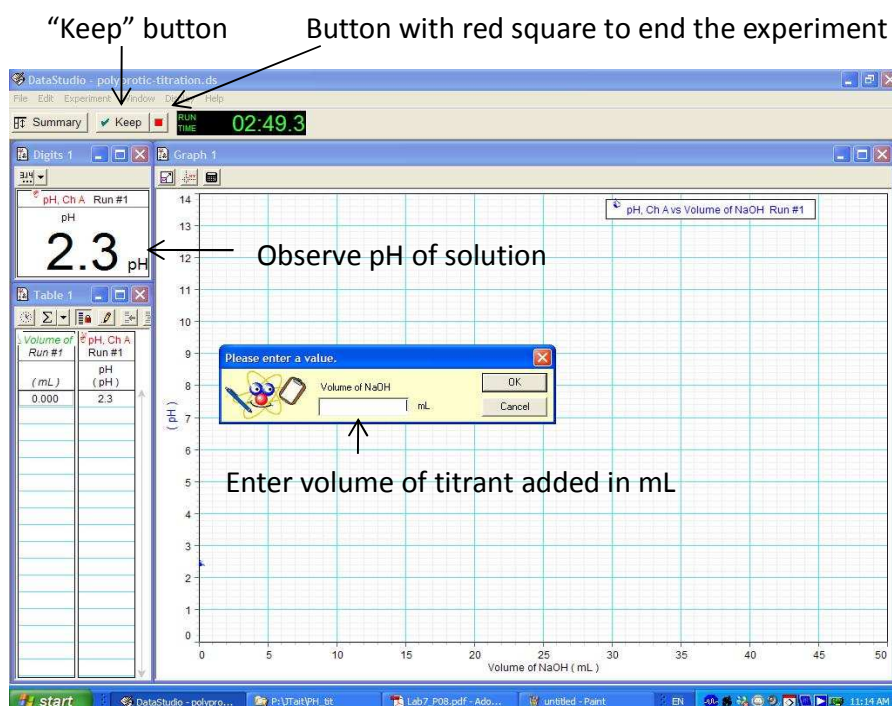 “Keep” button
Button with red square to end the experiment
DataStudio - polyprotic-titration.ds
File Edit Experiment Window Display Help
Summary
Keep
RUN TIME
02:49.3
Digits 1
pH, Ch A Run #1
pH
2.3 pH
Observe pH of solution
Table 1
Volume of
Run #1
(mL)
pH, Ch A
Run #1
pH
(pH)
0.000 2.3
Graph 1
pH, Ch A vs Volume of NaOH Run #1
14
13
12
11
10
9
8
7
6
5
4
3
2
1
0
(pH)
Please enter a value.
Volume of NaOH
mL
OK
Cancel
Enter volume of titrant added in mL
0 5 10 15 20 25 30 35 40 45 50
Volume of NaOH ( mL )
start
DataStudio - polypro...
P:\JTait\PH_tit
Lab7_P08.pdf - Ado...
untitled - Paint
EN
11:14 AM